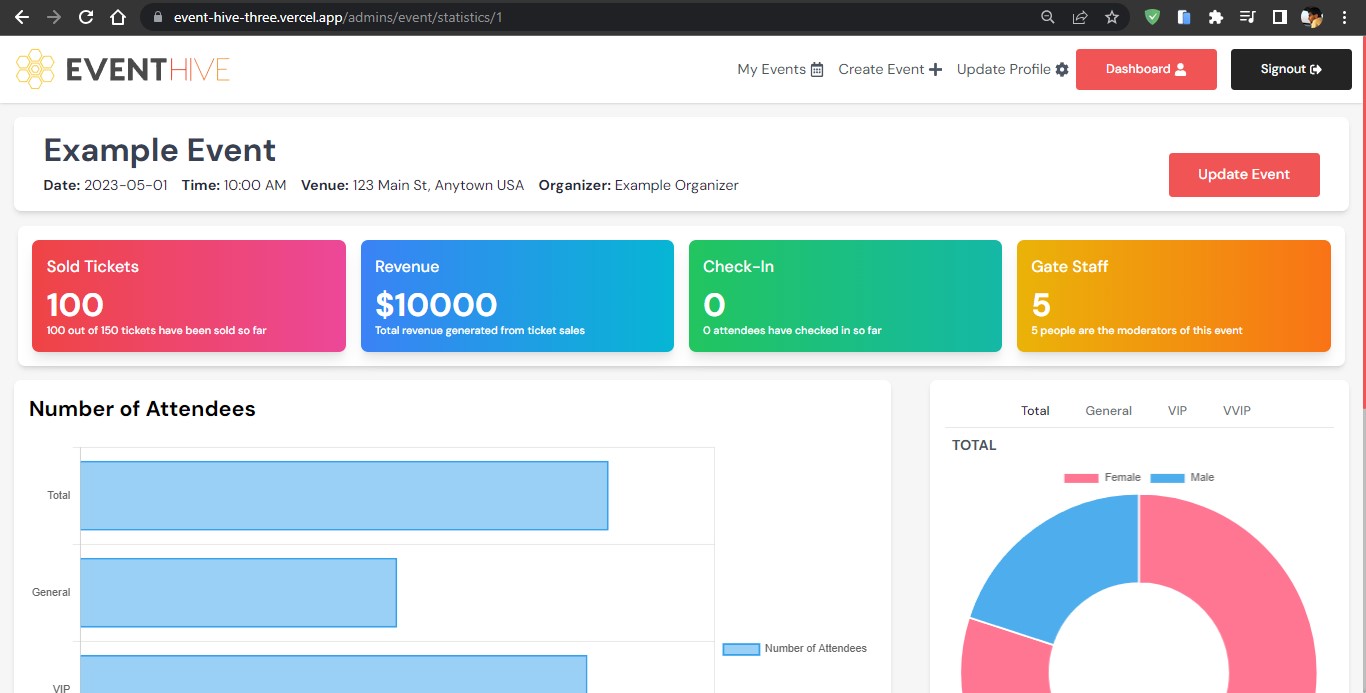 event-hive-three.vercel.app/admins/event/statistics/1
EVENTHIVE
My Events
Create Event
Update Profile
Dashboard
Signout
Example Event
Date: 2023-05-01 Time: 10:00 AM Venue: 123 Main St, Anytown USA Organizer: Example Organizer
Update Event
Sold Tickets
100
100 out of 150 tickets have been sold so far
Revenue
$10000
Total revenue generated from ticket sales
Check-In
0
0 attendees have checked in so far
Gate Staff
5
5 people are the moderators of this event
Number of Attendees
Total
General
VIP
Number of Attendees
Total General VIP VVIP
TOTAL
Female Male